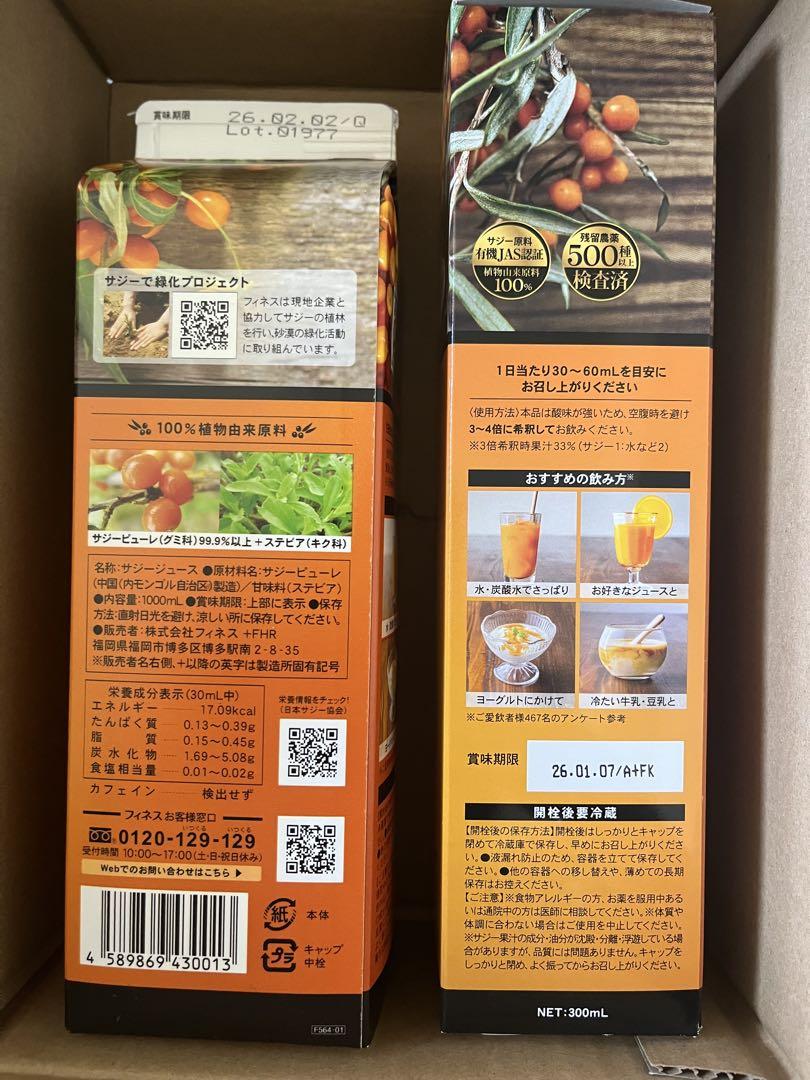 賞味期限
26.02.02/Q
Lot.01977
サジーで緑化プロジェクト
フィネスは現地企業と
協力してサジーの植林
を行い、砂漠の緑化活動
に取り組んでいます。
100%植物由来原料
サジーピューレ(グミ科)99.9%以上+ステビア(キク科)
名称:サジージュース ●原材料名:サジーピューレ
(中国(内モンゴル自治区)製造)/甘味料(ステビア)
●内容量:1000mL ●賞味期限:上部に表示 ●保存
方法:直射日光を避け、涼しい所に保存してください。
●販売者:株式会社フィネス +FHR
福岡県福岡市博多区博多駅南2-8-35
※販売者名右側、+以降の英字は製造所固有記号
栄養成分表示(30mL中)
エネルギー 17.09kcal
たんぱく質 0.13〜0.39g
脂質 0.15〜0.45g
炭水化物 1.69〜5.08g
食塩相当量 0.01〜0.02g
カフェイン 検出せず
栄養情報をチェック!
(日本サジー協会)
フィネスお客様窓口
いつくる いつくる
0120-129-129
受付時間 10:00〜17:00(土・日・祝日休み)
Webでのお問い合わせはこちら
4 589869 430013
紙 本体
プラ キャップ
中栓
F564-01
サジー原料
有機JAS認証
植物由来原料
100%
残留農薬
500種以上
検査済
1日当たり30〜60mLを目安に
お召し上がりください
〈使用方法〉本品は酸味が強いため、空腹時を避け
3〜4倍に希釈してお飲みください。
※3倍希釈時果汁33%(サジー1:水など2)
おすすめの飲み方※
水・炭酸水でさっぱり
お好きなジュースと
ヨーグルトにかけて
冷たい牛乳・豆乳と
※ご愛飲者様467名のアンケート参考
賞味期限
26.01.07/A+FK
開栓後要冷蔵
【開栓後の保存方法】開栓後はしっかりとキャップを
閉めて冷蔵庫で保存し、早めにお召し上がりくださ
い。●液漏れ防止のため、容器を立てて保存してく
ださい。●他の容器への移し替えや、薄めての長期
保存はお控えください。
【ご注意】※食物アレルギーの方、お薬を服用中ある
いは通院中の方は医師に相談してください。※体質や
体調に合わない場合はご使用を中止してください。
※サジー果汁の成分・油分が沈殿・分離・浮遊している場
合がありますが、品質には問題ありません。キャップを
しっかりと閉め、よく振ってからお召し上がりください。
NET:300mL